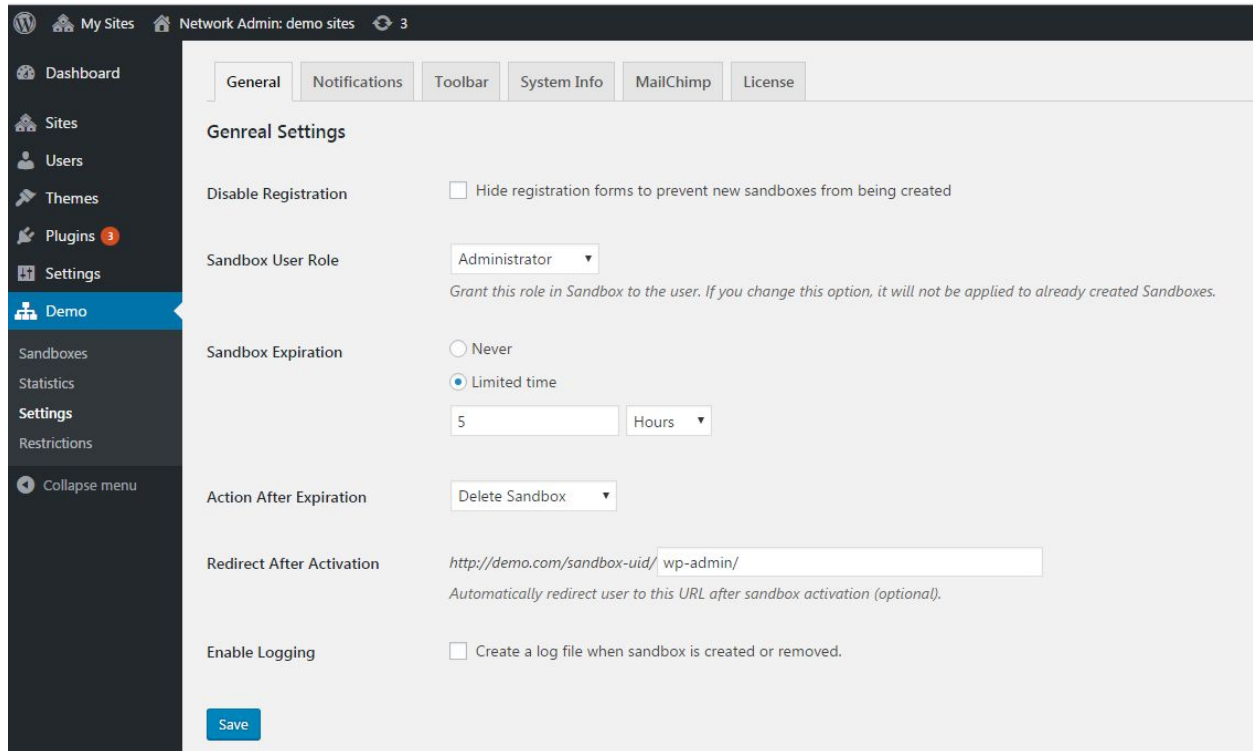 My Sites Network Admin: demo sites 3
Dashboard
Sites
Users
Themes
Plugins 3
Settings
Demo
Sandboxes
Statistics
Settings
Restrictions
Collapse menu
General Notifications Toolbar System Info MailChimp License
Genreal Settings
Disable Registration Hide registration forms to prevent new sandboxes from being created
Sandbox User Role Administrator
Grant this role in Sandbox to the user. If you change this option, it will not be applied to already created Sandboxes.
Sandbox Expiration Never
Limited time
5 Hours
Action After Expiration Delete Sandbox
Redirect After Activation http://demo.com/sandbox-uid/ wp-admin/
Automatically redirect user to this URL after sandbox activation (optional).
Enable Logging Create a log file when sandbox is created or removed.
Save